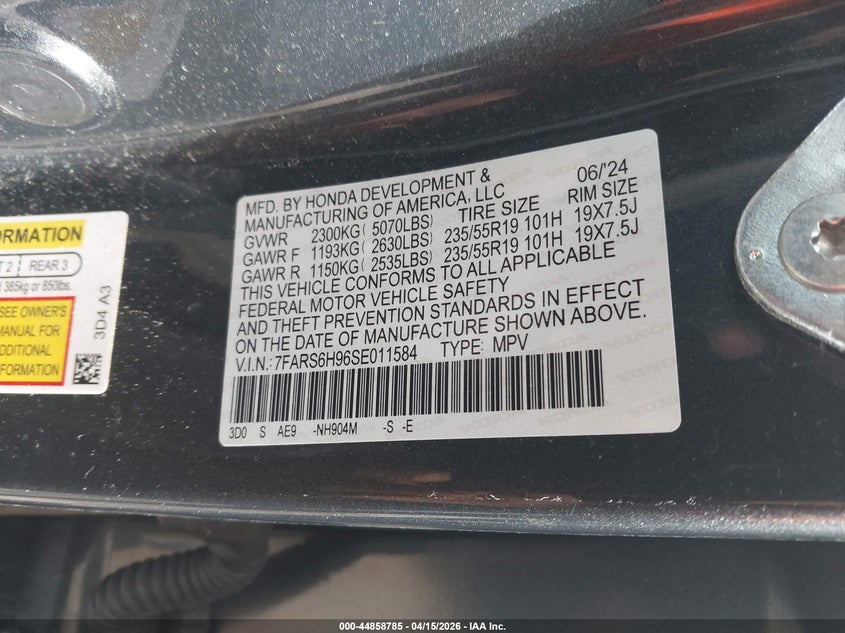 ORMATION
T 2 REAR 3
385kg or 850lbs.
SEE OWNER'S
MANUAL FOR
ADDITIONAL
FORMATION
3D4 A3
MFD. BY HONDA DEVELOPMENT & 06/'24
MANUFACTURING OF AMERICA, LLC
TIRE SIZE RIM SIZE
GVWR 2300KG( 5070LBS)
GAWR F 1193KG( 2630LBS) 235/55R19 101H 19X7.5J
GAWR R 1150KG( 2535LBS) 235/55R19 101H 19X7.5J
THIS VEHICLE CONFORMS TO ALL APPLICABLE
FEDERAL MOTOR VEHICLE SAFETY
AND THEFT PREVENTION STANDARDS IN EFFECT
ON THE DATE OF MANUFACTURE SHOWN ABOVE.
V.I.N.: 7FARS6H96SE011584 TYPE: MPV
3D0 S AE9 -NH904M -S -E
000-44858785 - 04/15/2026 - IAA Inc.